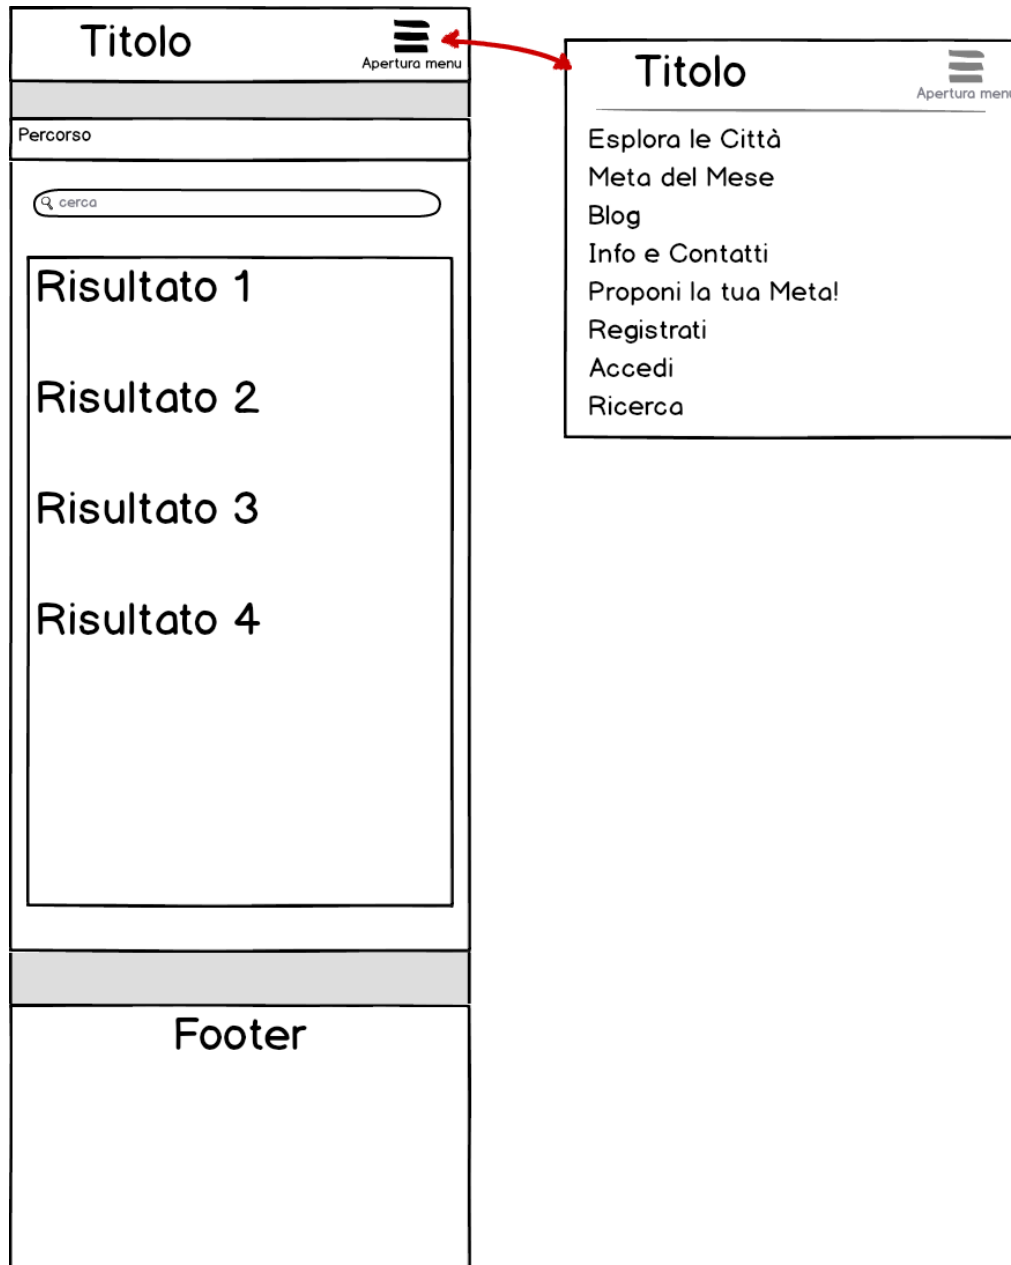 Titolo
Apertura menu
Percorso
cerca
Risultato 1
Risultato 2
Risultato 3
Risultato 4
Footer
Titolo
Apertura menu
Esplora le Città
Meta del Mese
Blog
Info e Contatti
Proponi la tua Meta!
Registrati
Accedi
Ricerca